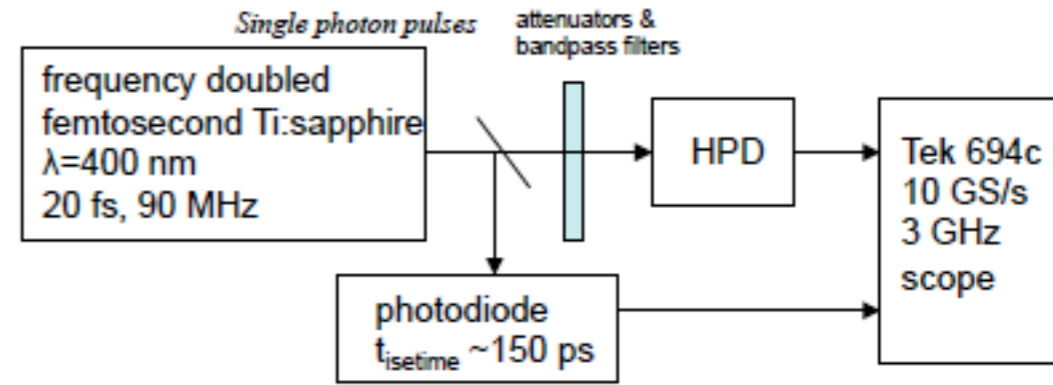 Single photon pulses
attenuators &
bandpass filters
frequency doubled
femtosecond Ti:sapphire
λ=400 nm
20 fs, 90 MHz
HPD
Tek 694c
10 GS/s
3 GHz
scope
photodiode
tisetime ~150 ps